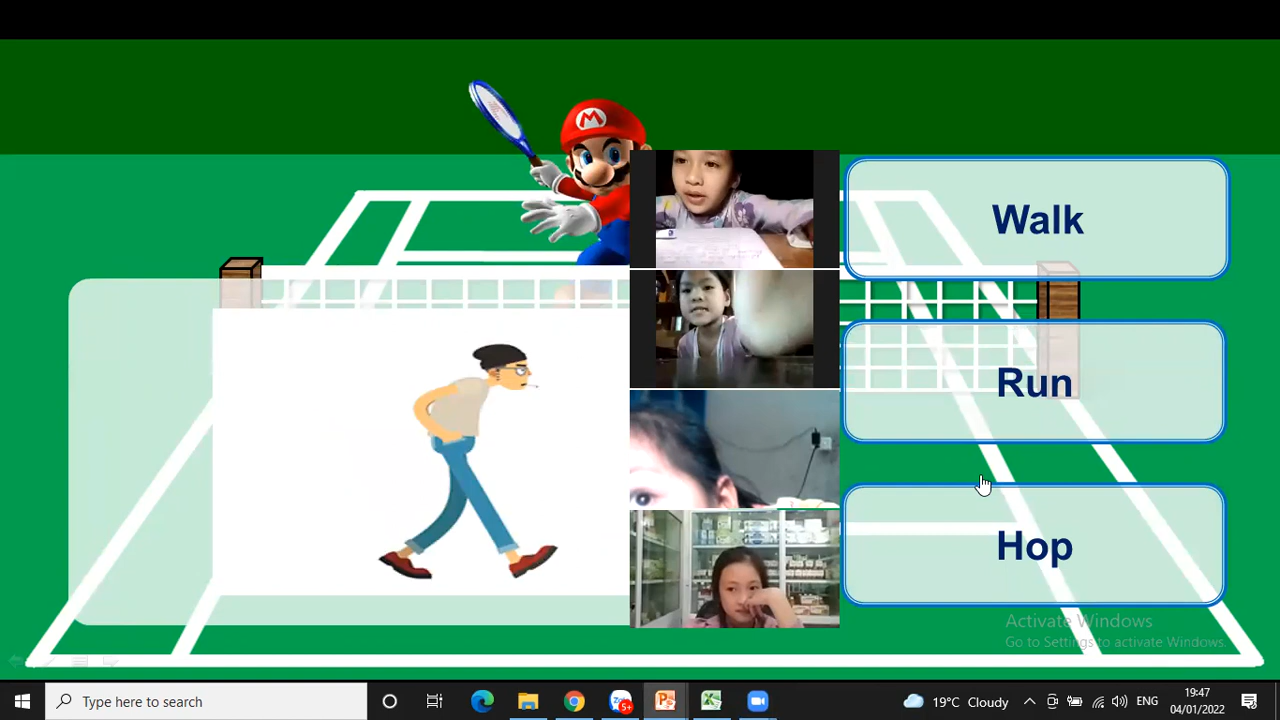 M
Walk
Run
Hop
Activate Windows
Go to Settings to activate Windows.
Type here to search
5+
19°C Cloudy
ENG
19:47
04/01/2022